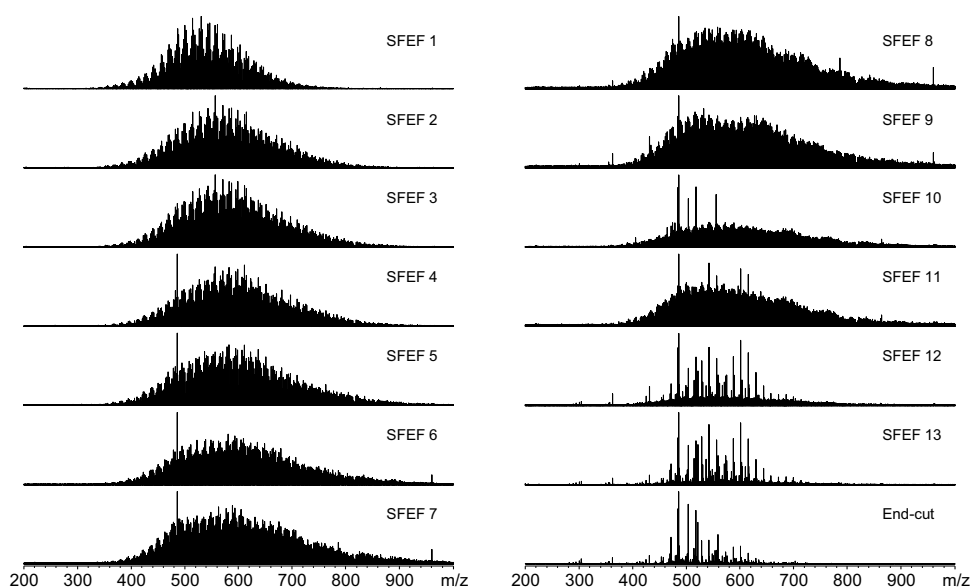 SFEF 1
SFEF 2
SFEF 3
SFEF 4
SFEF 5
SFEF 6
SFEF 7
200 300 400 500 600 700 800 900 m/z
SFEF 8
SFEF 9
SFEF 10
SFEF 11
SFEF 12
SFEF 13
End-cut
200 300 400 500 600 700 800 900 m/z